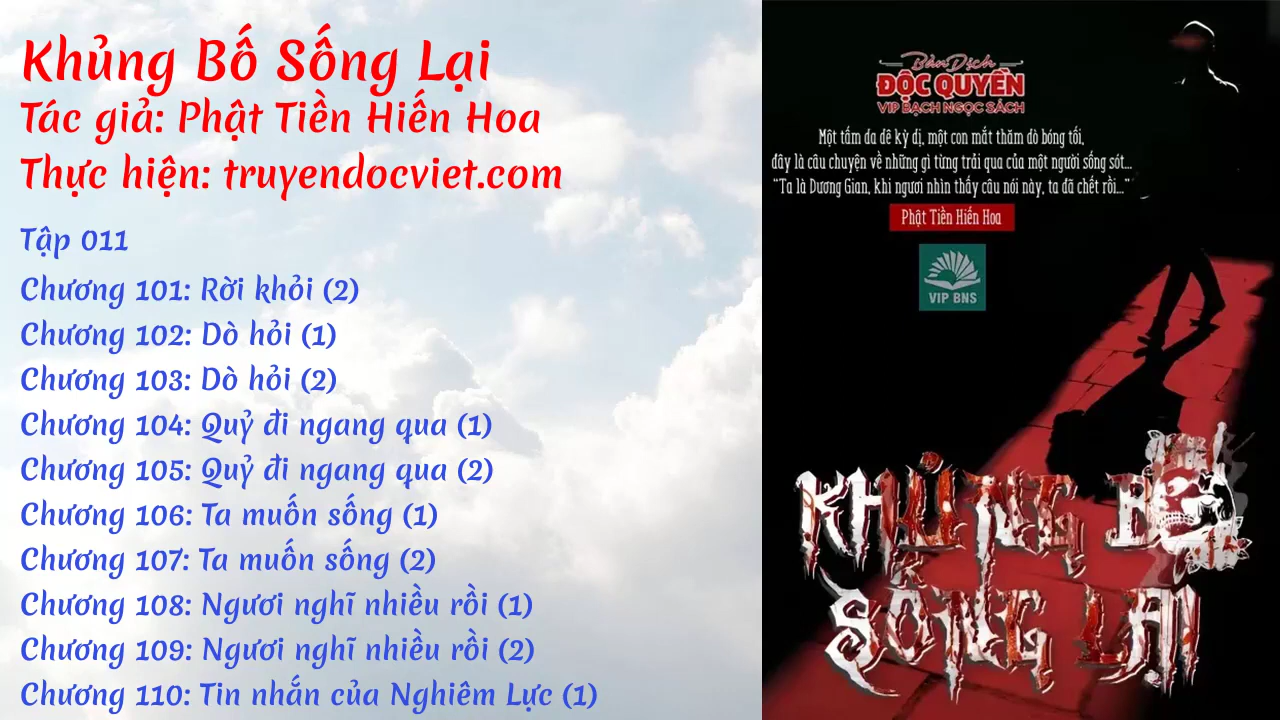 Khủng Bố Sống Lại
Tác giả: Phật Tiền Hiến Hoa
Thực hiện: truyendocviet.com
Tập 011
Chương 101: Rời khỏi (2)
Chương 102: Dò hỏi (1)
Chương 103: Dò hỏi (2)
Chương 104: Quỷ đi ngang qua (1)
Chương 105: Quỷ đi ngang qua (2)
Chương 106: Ta muốn sống (1)
Chương 107: Ta muốn sống (2)
Chương 108: Ngươi nghĩ nhiều rồi (1)
Chương 109: Ngươi nghĩ nhiều rồi (2)
Chương 110: Tin nhắn của Nghiêm Lực (1)
Bản Dịch
ĐỘC QUYỀN
VIP BẠCH NGỌC SÁCH
Một tấm da dê kỳ dị, một con mắt thăm dò bóng tối,
đây là câu chuyện về những gì từng trải qua của một người sống sót...
“Ta là Dương Gian, khi ngươi nhìn thấy câu nói này, ta đã chết rồi...”
Phật Tiền Hiến Hoa
VIP BNS
KHỦNG BỐ
SỐNG LẠI